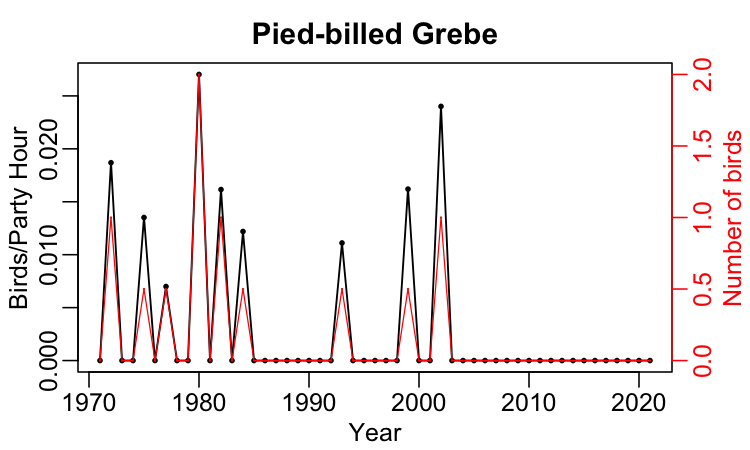 Pied-billed Grebe
Birds/Party Hour
0.000 0.010 0.020
Number of birds
0.0 0.5 1.0 1.5 2.0
1970 1980 1990 2000 2010 2020
Year